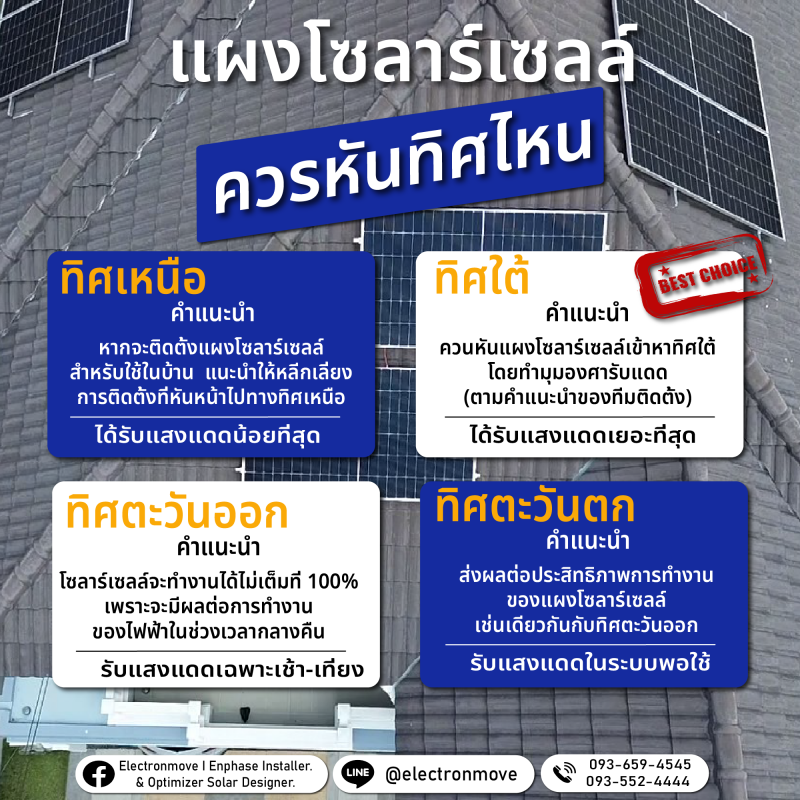 แผงโซลาร์เซลล์
ควรหันทิศไหน
ทิศเหนือ
คำแนะนำ
หากจะติดตั้งแผงโซลาร์เซลล์
สำหรับใช้ในบ้าน แนะนำให้หลีกเลี่ยง
การติดตั้งที่หันหน้าไปทางทิศเหนือ
ได้รับแสงแดดน้อยที่สุด
ทิศใต้
BEST CHOICE
คำแนะนำ
ควนหันแผงโซลาร์เซลล์เข้าหาทิศใต้
โดยทำมุมองศารับแดด
(ตามคำแนะนำของทีมติดตั้ง)
ได้รับแสงแดดเยอะที่สุด
ทิศตะวันออก
คำแนะนำ
โซลาร์เซลล์จะทำงานได้ไม่เต็มที่ 100%
เพราะจะมีผลต่อการทำงาน
ของไฟฟ้าในช่วงเวลากลางคืน
รับแสงแดดเฉพาะเช้า-เที่ยง
ทิศตะวันตก
คำแนะนำ
ส่งผลต่อประสิทธิภาพการทำงาน
ของแผงโซลาร์เซลล์
เช่นเดียวกันกับทิศตะวันออก
รับแสงแดดในระบบพอใช้
Electronmove I Enphase Installer.
& Optimizer Solar Designer.
LINE
@electronmove
093-659-4545
093-552-4444